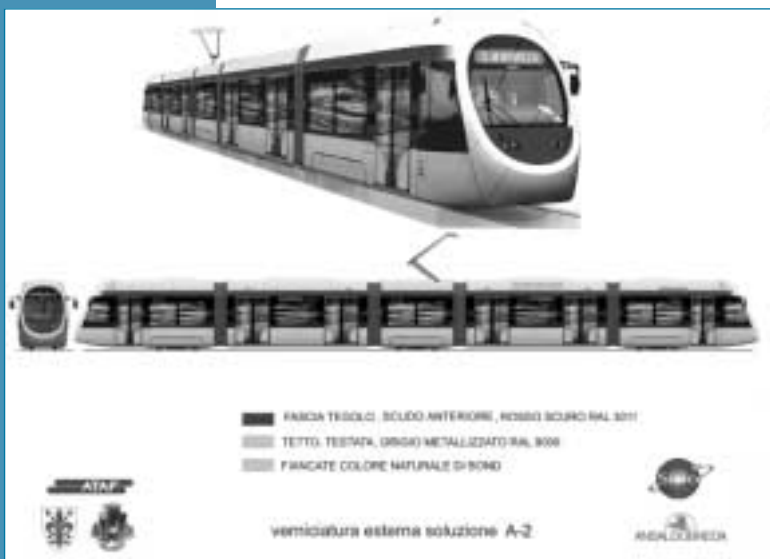 FASCIA TEGOLO, SCUDO ANTERIORE, ROSSO SCURO RAL 3011
TETTO, TESTATA, GRIGIO METALLIZZATO RAL
FIANCATE COLORE NATURALE DI BOND
ATAF
verniciatura esterna soluzione A-2
ANSALDOBREDA